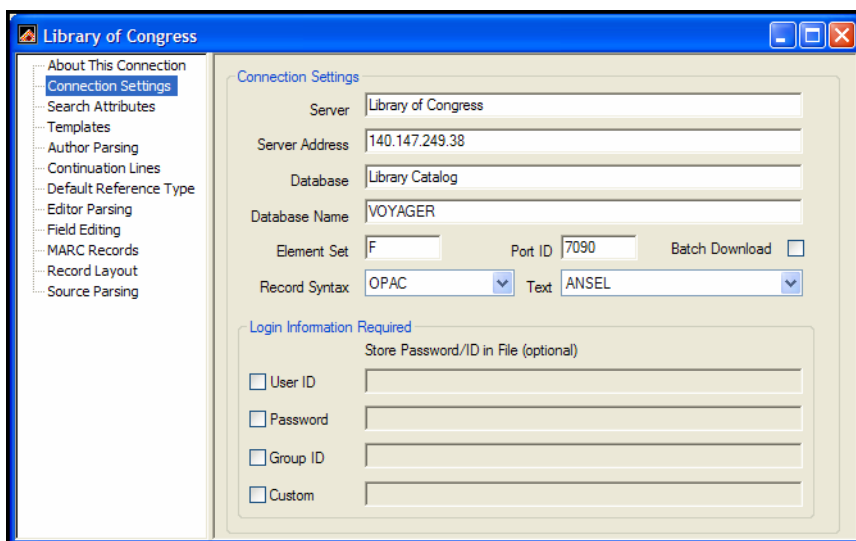 Library of Congress
About This Connection
Connection Settings
Search Attributes
Templates
Author Parsing
Continuation Lines
Default Reference Type
Editor Parsing
Field Editing
MARC Records
Record Layout
Source Parsing
Connection Settings
Server Library of Congress
Server Address 140.147.249.38
Database Library Catalog
Database Name VOYAGER
Element Set F Port ID 7090 Batch Download
Record Syntax OPAC Text ANSEL
Login Information Required
Store Password/ID in File (optional)
User ID
Password
Group ID
Custom